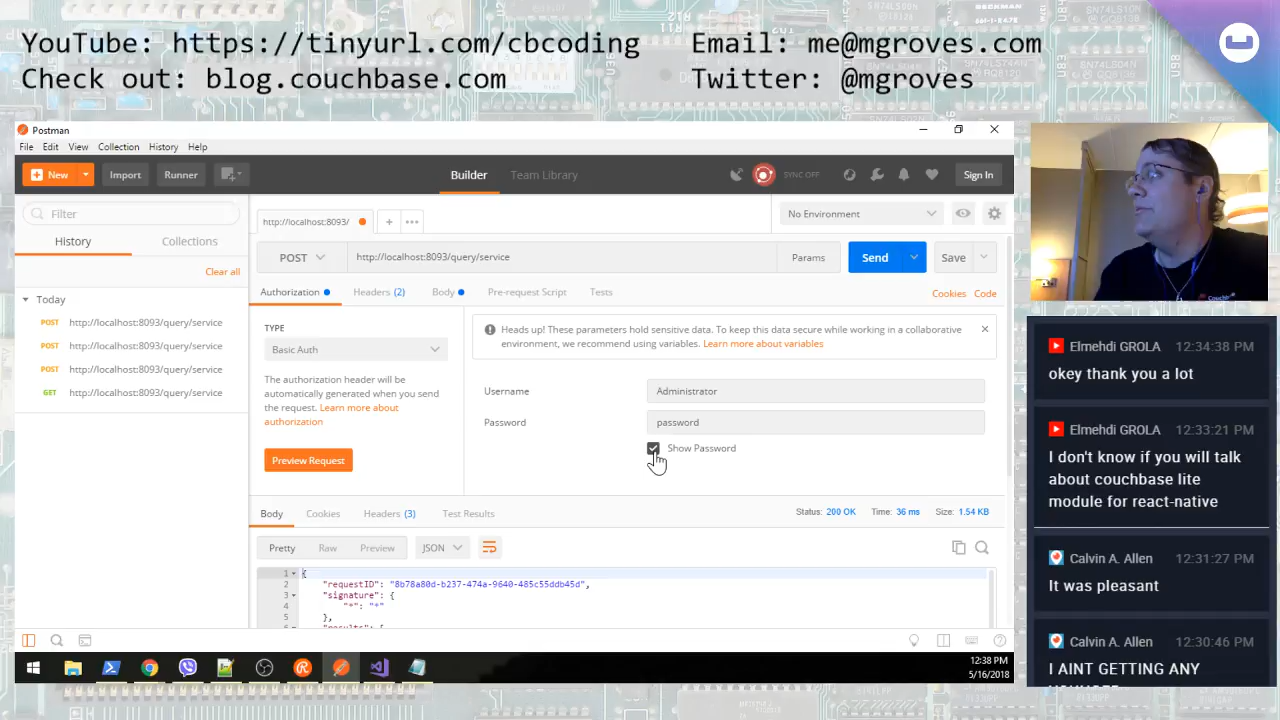 YouTube: https://tinyurl.com/cbcoding
Email: me@mgroves.com
Check out: blog.couchbase.com
Twitter: @mgroves
Postman
File Edit View Collection History Help
New
Import
Runner
Builder
Team Library
SYNC OFF
Sign In
Filter
History
Collections
Clear all
Today
POST http://localhost:8093/query/service
POST http://localhost:8093/query/service
POST http://localhost:8093/query/service
GET http://localhost:8093/query/service
http://localhost:8093/
No Environment
POST
http://localhost:8093/query/service
Params
Send
Save
Authorization
Headers (2)
Body
Pre-request Script
Tests
Cookies
Code
TYPE
Basic Auth
The authorization header will be
automatically generated when you
send the request. Learn more about
authorization
Preview Request
Heads up! These parameters hold sensitive data. To keep this data secure while working in a collaborative
environment, we recommend using variables. Learn more about variables
Username
Administrator
Password
password
Show Password
Body
Cookies
Headers (3)
Test Results
Status: 200 OK
Time: 36 ms
Size: 1.54 KB
Pretty
Raw
Preview
JSON
1 {
2 "requestID": "8b78a80d-b237-474a-9640-485c55ddb45d",
3 "signature": {
4 "*": "*"
5 },
6 "results": [
12:38 PM
5/16/2018
Elmehdi GROLA 12:34:38 PM
okey thank you a lot
Elmehdi GROLA 12:33:21 PM
I don't know if you will talk
about couchbase lite
module for react-native
Calvin A. Allen 12:31:27 PM
It was pleasant
Calvin A. Allen 12:30:46 PM
I AINT GETTING ANY